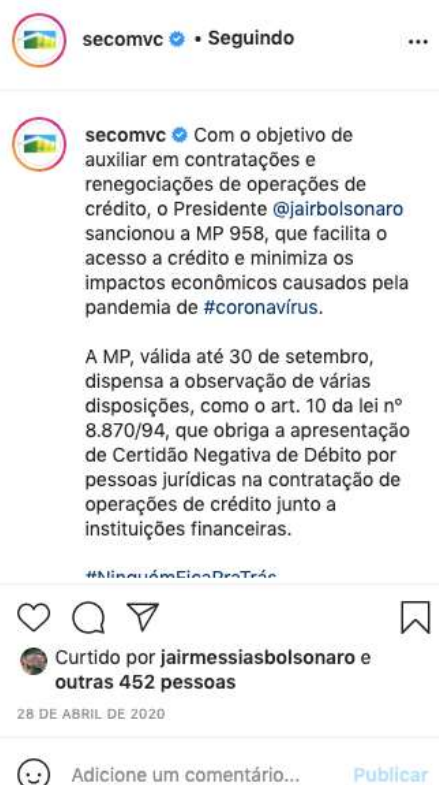 secomvc • Seguindo
secomvc Com o objetivo de
auxiliar em contratações e
renegociações de operações de
crédito, o Presidente @jairbolsonaro
sancionou a MP 958, que facilita o
acesso a crédito e minimiza os
impactos econômicos causados pela
pandemia de #coronavírus.
A MP, válida até 30 de setembro,
dispensa a observação de várias
disposições, como o art. 10 da lei nº
8.870/94, que obriga a apresentação
de Certidão Negativa de Débito por
pessoas jurídicas na contratação de
operações de crédito junto a
instituições financeiras.
#NinguémFicaPraTrás
Curtido por jairmessiasbolsonaro e
outras 452 pessoas
28 DE ABRIL DE 2020
Adicione um comentário... Publicar